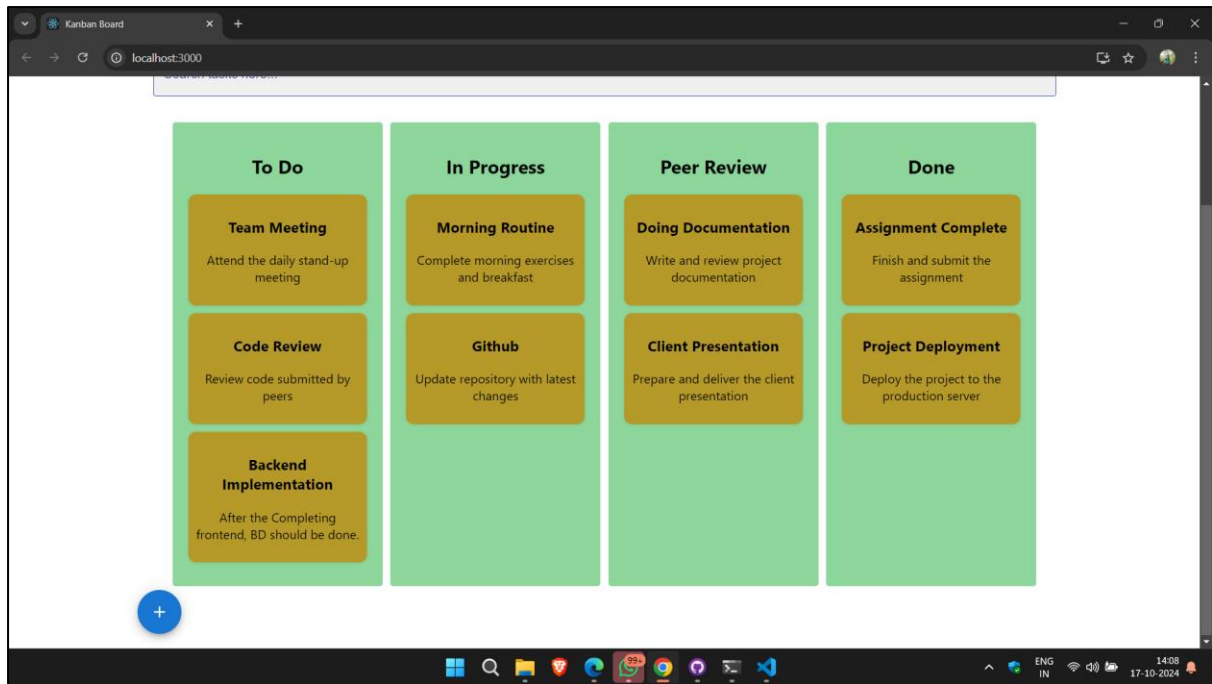 Kanban Board
localhost:3000
Search tasks here...
To Do
Team Meeting
Attend the daily stand-up
meeting
Code Review
Review code submitted by
peers
Backend
Implementation
After the Completing
frontend, BD should be done.
In Progress
Morning Routine
Complete morning exercises
and breakfast
Github
Update repository with latest
changes
Peer Review
Doing Documentation
Write and review project
documentation
Client Presentation
Prepare and deliver the client
presentation
Done
Assignment Complete
Finish and submit the
assignment
Project Deployment
Deploy the project to the
production server
+
99+
ENG
IN
14:08
17-10-2024